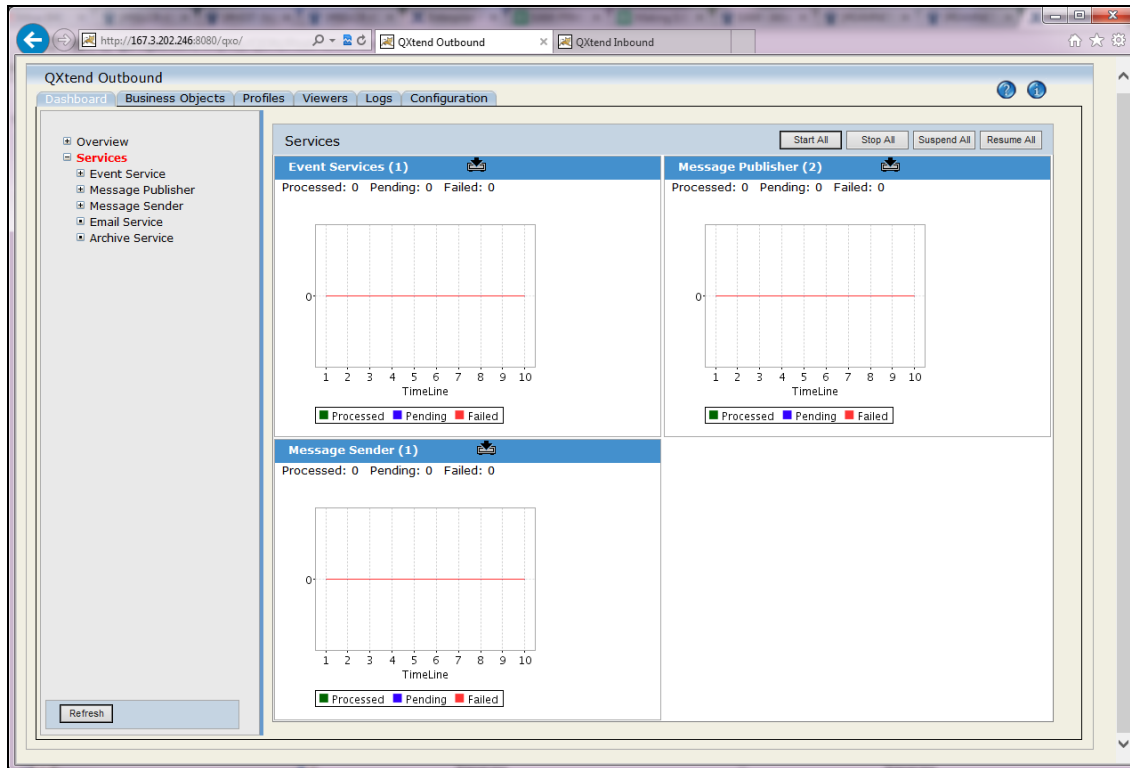 http://167.3.202.246:8080/qxo/
QXtend Outbound
QXtend Inbound
QXtend Outbound
Dashboard Business Objects Profiles Viewers Logs Configuration
Overview
Services
Event Service
Message Publisher
Message Sender
Email Service
Archive Service
Refresh
Services
Start All Stop All Suspend All Resume All
Event Services (1)
Processed: 0 Pending: 0 Failed: 0
0
1 2 3 4 5 6 7 8 9 10
TimeLine
Processed Pending Failed
Message Publisher (2)
Processed: 0 Pending: 0 Failed: 0
0
1 2 3 4 5 6 7 8 9 10
TimeLine
Processed Pending Failed
Message Sender (1)
Processed: 0 Pending: 0 Failed: 0
0
1 2 3 4 5 6 7 8 9 10
TimeLine
Processed Pending Failed